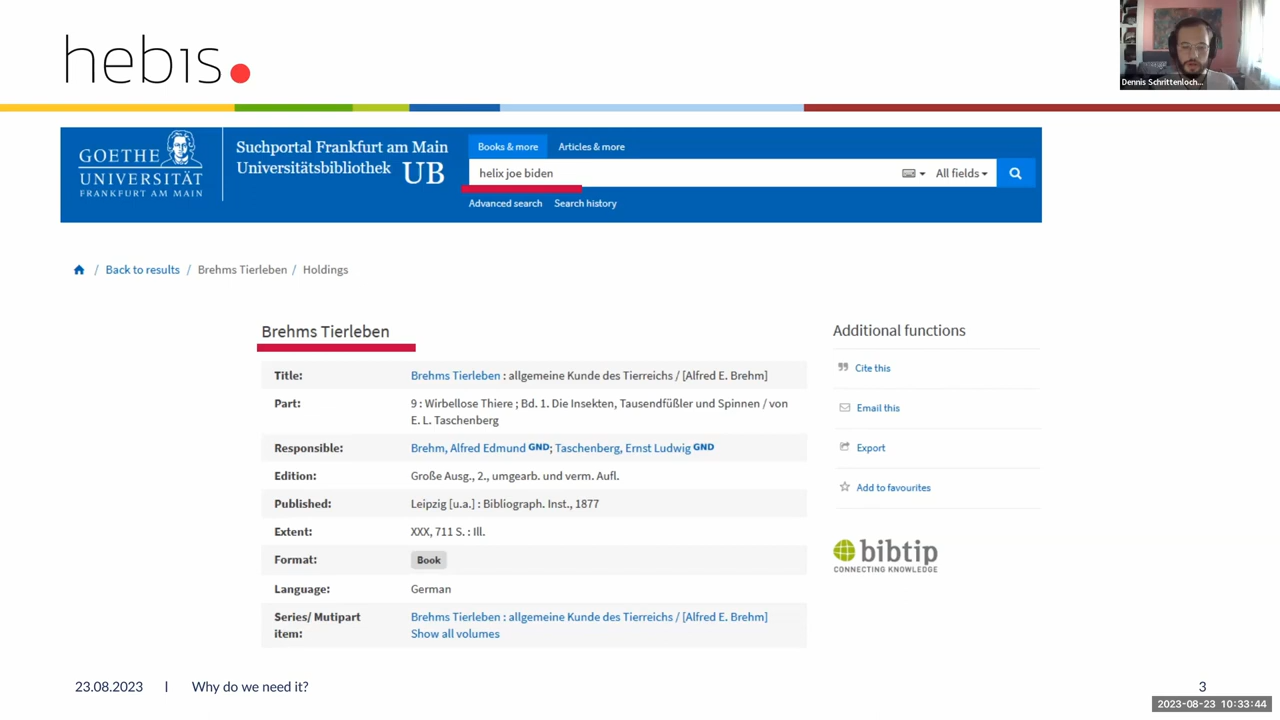 hebis.
Dennis Schrittenloch...
GOETHE
UNIVERSITÄT
FRANKFURT AM MAIN
Suchportal Frankfurt am Main
Universitätsbibliothek UB
Books & more Articles & more
helix joe biden All fields
Advanced search Search history
/ Back to results / Brehms Tierleben / Holdings
Brehms Tierleben
Title: Brehms Tierleben : allgemeine Kunde des Tierreichs / [Alfred E. Brehm]
Part: 9 : Wirbellose Thiere ; Bd. 1. Die Insekten, Tausendfüßler und Spinnen / von
E. L. Taschenberg
Responsible: Brehm, Alfred Edmund GND; Taschenberg, Ernst Ludwig GND
Edition: Große Ausg., 2., umgearb. und verm. Aufl.
Published: Leipzig [u.a.] : Bibliograph. Inst., 1877
Extent: XXX, 711 S. : Ill.
Format: Book
Language: German
Series/ Mutipart Brehms Tierleben : allgemeine Kunde des Tierreichs / [Alfred E. Brehm]
item: Show all volumes
Additional functions
Cite this
Email this
Export
Add to favourites
bibtip
CONNECTING KNOWLEDGE
23.08.2023 | Why do we need it? 3
2023-08-23 10:33:44